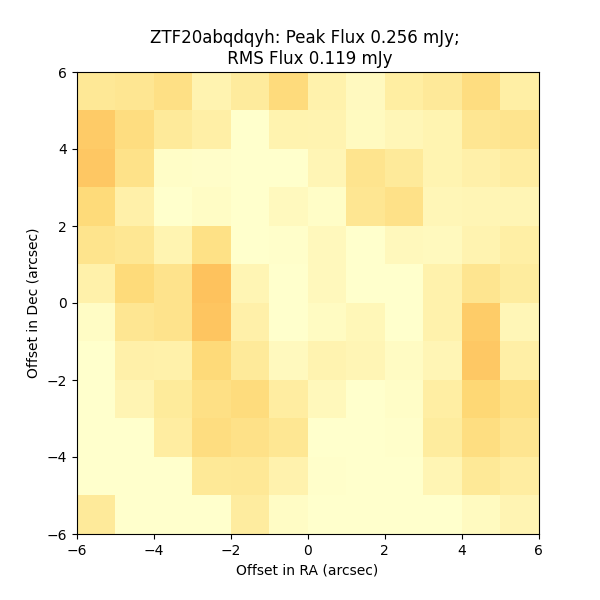 ZTF20abqdqyh: Peak Flux 0.256 mJy;
RMS Flux 0.119 mJy
6
4
2
0
−2
−4
−6
Offset in Dec (arcsec)
−6 −4 −2 0 2 4 6
Offset in RA (arcsec)